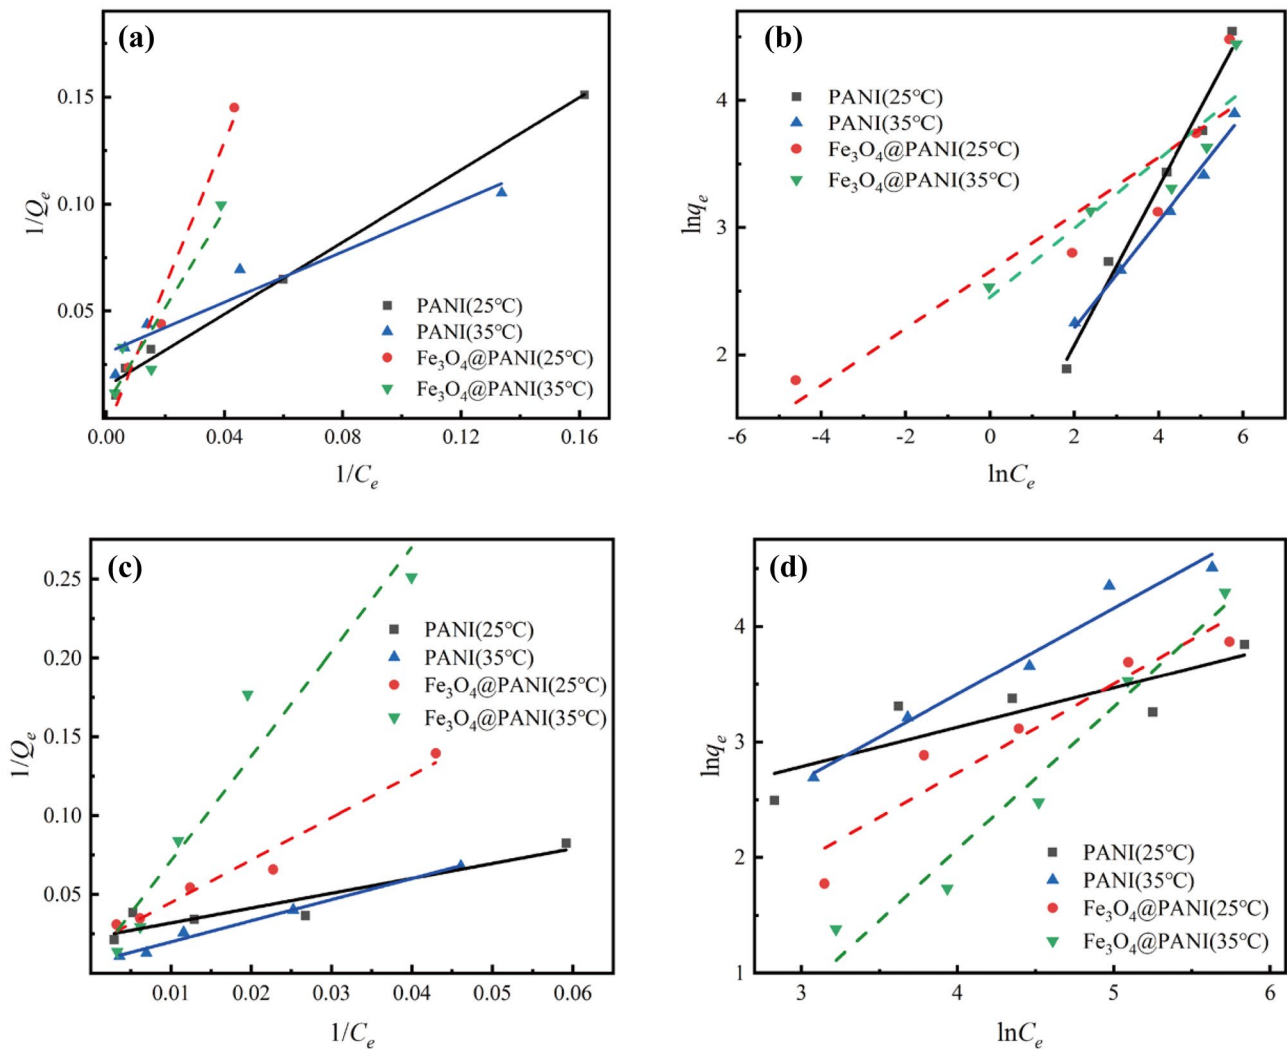 (a)
0.15
0.10
0.05
1/Qe
PANI(25℃)
PANI(35℃)
Fe3O4@PANI(25℃)
Fe3O4@PANI(35℃)
0.00 0.04 0.08 0.12 0.16
1/Ce
(b)
4
3
2
lnqe
PANI(25℃)
PANI(35℃)
Fe3O4@PANI(25℃)
Fe3O4@PANI(35℃)
-6 -4 -2 0 2 4 6
lnCe
(c)
0.25
0.20
0.15
0.10
0.05
1/Qe
PANI(25℃)
PANI(35℃)
Fe3O4@PANI(25℃)
Fe3O4@PANI(35℃)
0.01 0.02 0.03 0.04 0.05 0.06
1/Ce
(d)
4
3
2
1
lnqe
PANI(25℃)
PANI(35℃)
Fe3O4@PANI(25℃)
Fe3O4@PANI(35℃)
3 4 5 6
lnCe